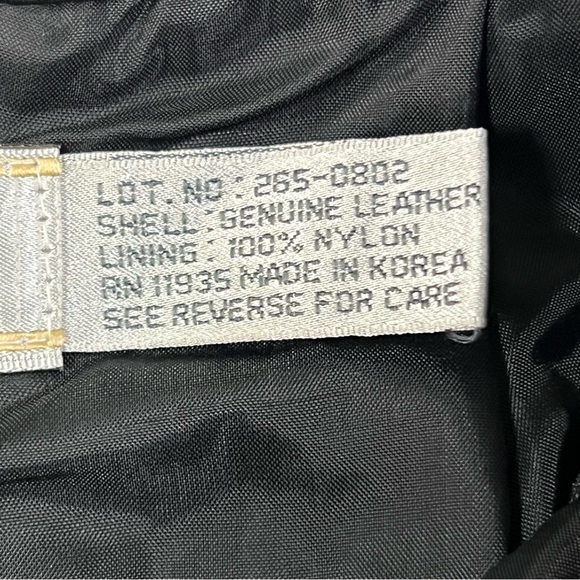 LOT. NO : 265-0802
SHELL : GENUINE LEATHER
LINING : 100% NYLON
RN 11935 MADE IN KOREA
SEE REVERSE FOR CARE